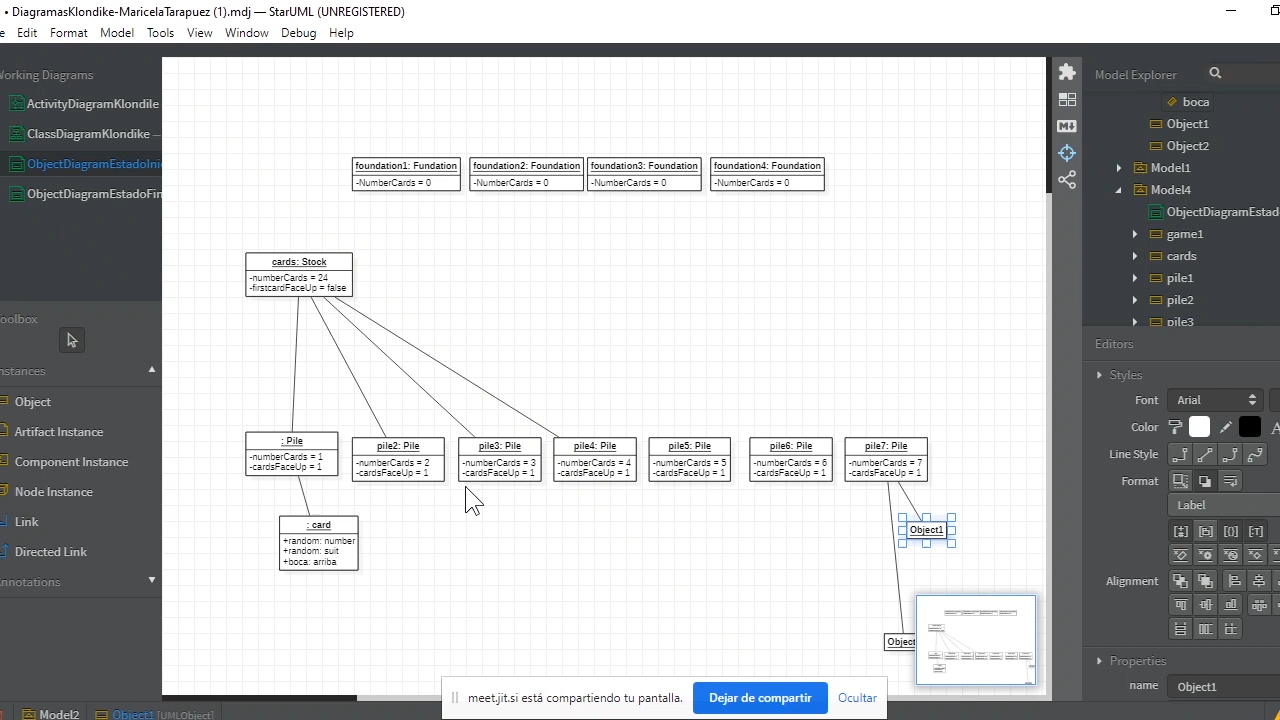 • DiagramasKlondike-MaricelaTarapuez (1).mdj — StarUML (UNREGISTERED)
Edit Format Model Tools View Window Debug Help
Working Diagrams
ActivityDiagramKlondile
ClassDiagramKlondike —
ObjectDiagramEstadoInic
ObjectDiagramEstadoFin
Toolbox
Instances
Object
Artifact Instance
Component Instance
Node Instance
Link
Directed Link
Annotations
foundation1: Fundation
-NumberCards = 0
foundation2: Foundation
-NumberCards = 0
foundation3: Foundation
-NumberCards = 0
foundation4: Foundation
-NumberCards = 0
cards: Stock
-numberCards = 24
-firstcardFaceUp = false
: Pile
-numberCards = 1
-cardsFaceUp = 1
pile2: Pile
-numberCards = 2
-cardsFaceUp = 1
pile3: Pile
-numberCards = 3
-cardsFaceUp = 1
pile4: Pile
-numberCards = 4
-cardsFaceUp = 1
pile5: Pile
-numberCards = 5
-cardsFaceUp = 1
pile6: Pile
-numberCards = 6
-cardsFaceUp = 1
pile7: Pile
-numberCards = 7
-cardsFaceUp = 1
: card
+random: number
+random: suit
+boca: arriba
Object1
Object
meet.jit.si está compartiendo tu pantalla.
Dejar de compartir
Ocultar
Model Explorer
boca
Object1
Object2
Model1
Model4
ObjectDiagramEstad
game1
cards
pile1
pile2
pile3
Editors
Styles
Font
Arial
Color
Line Style
Format
Label
Alignment
Properties
name
Object1
Model2
Object1 [UMLObject]